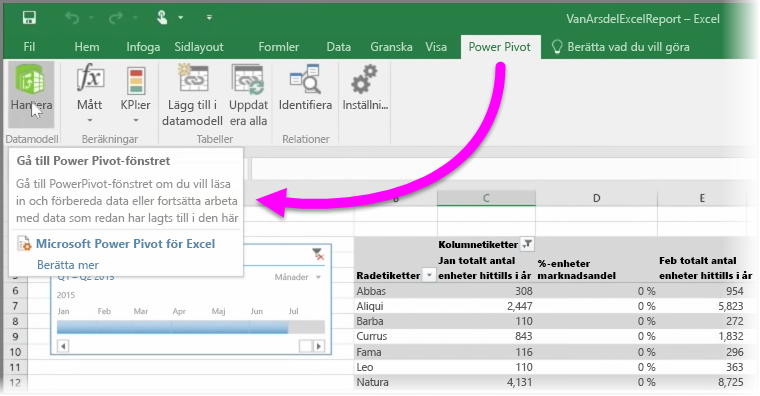 VanArsdelExcelReport – Excel
Fil Hem Infoga Sidlayout Formler Data Granska Visa Power Pivot Berätta vad du vill göra
Hantera Mått KPI:er Lägg till i datamodell Uppdatera alla Identifiera Inställni...
Datamodell Beräkningar Tabeller Relationer
Gå till Power Pivot-fönstret
Gå till PowerPivot-fönstret om du vill läsa
in och förbereda data eller fortsätta arbeta
med data som redan har lagts till i den här
Microsoft Power Pivot för Excel
Berätta mer
B C D E
Q1 – Q2 2015 Månader
2015
Jan Feb Mar Apr Maj Jun Jul
Kolumnetiketter
Jan totalt antal %-enheter Feb totalt antal
Radetiketter enheter hittills i år marknadsandel enheter hittills i år
6 Abbas 308 0 % 954
7 Aliqui 2,447 0 % 5,823
8 Barba 110 0 % 272
9 Currus 843 0 % 1,832
10 Fama 116 0 % 296
11 Leo 110 0 % 363
12 Natura 4,131 0 % 8,725